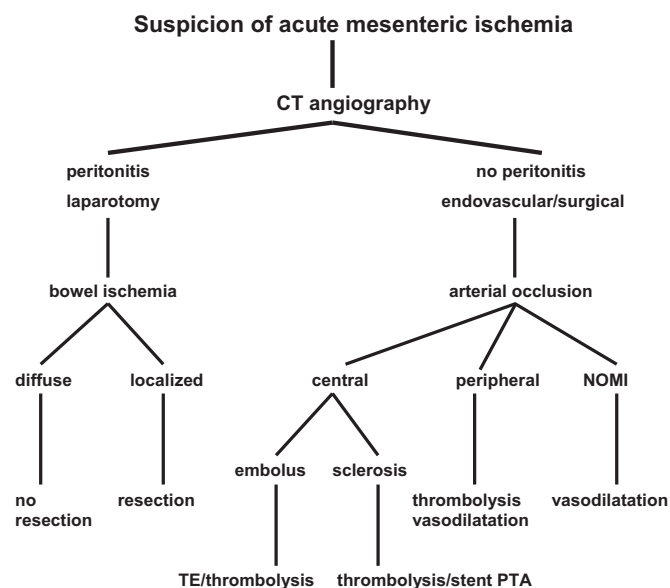 Suspicion of acute mesenteric ischemia
CT angiography
peritonitis
laparotomy
no peritonitis
endovascular/surgical
bowel ischemia
arterial occlusion
diffuse
localized
central
peripheral
NOMI
embolus
sclerosis
no
resection
resection
thrombolysis
vasodilatation
vasodilatation
TE/thrombolysis
thrombolysis/stent PTA